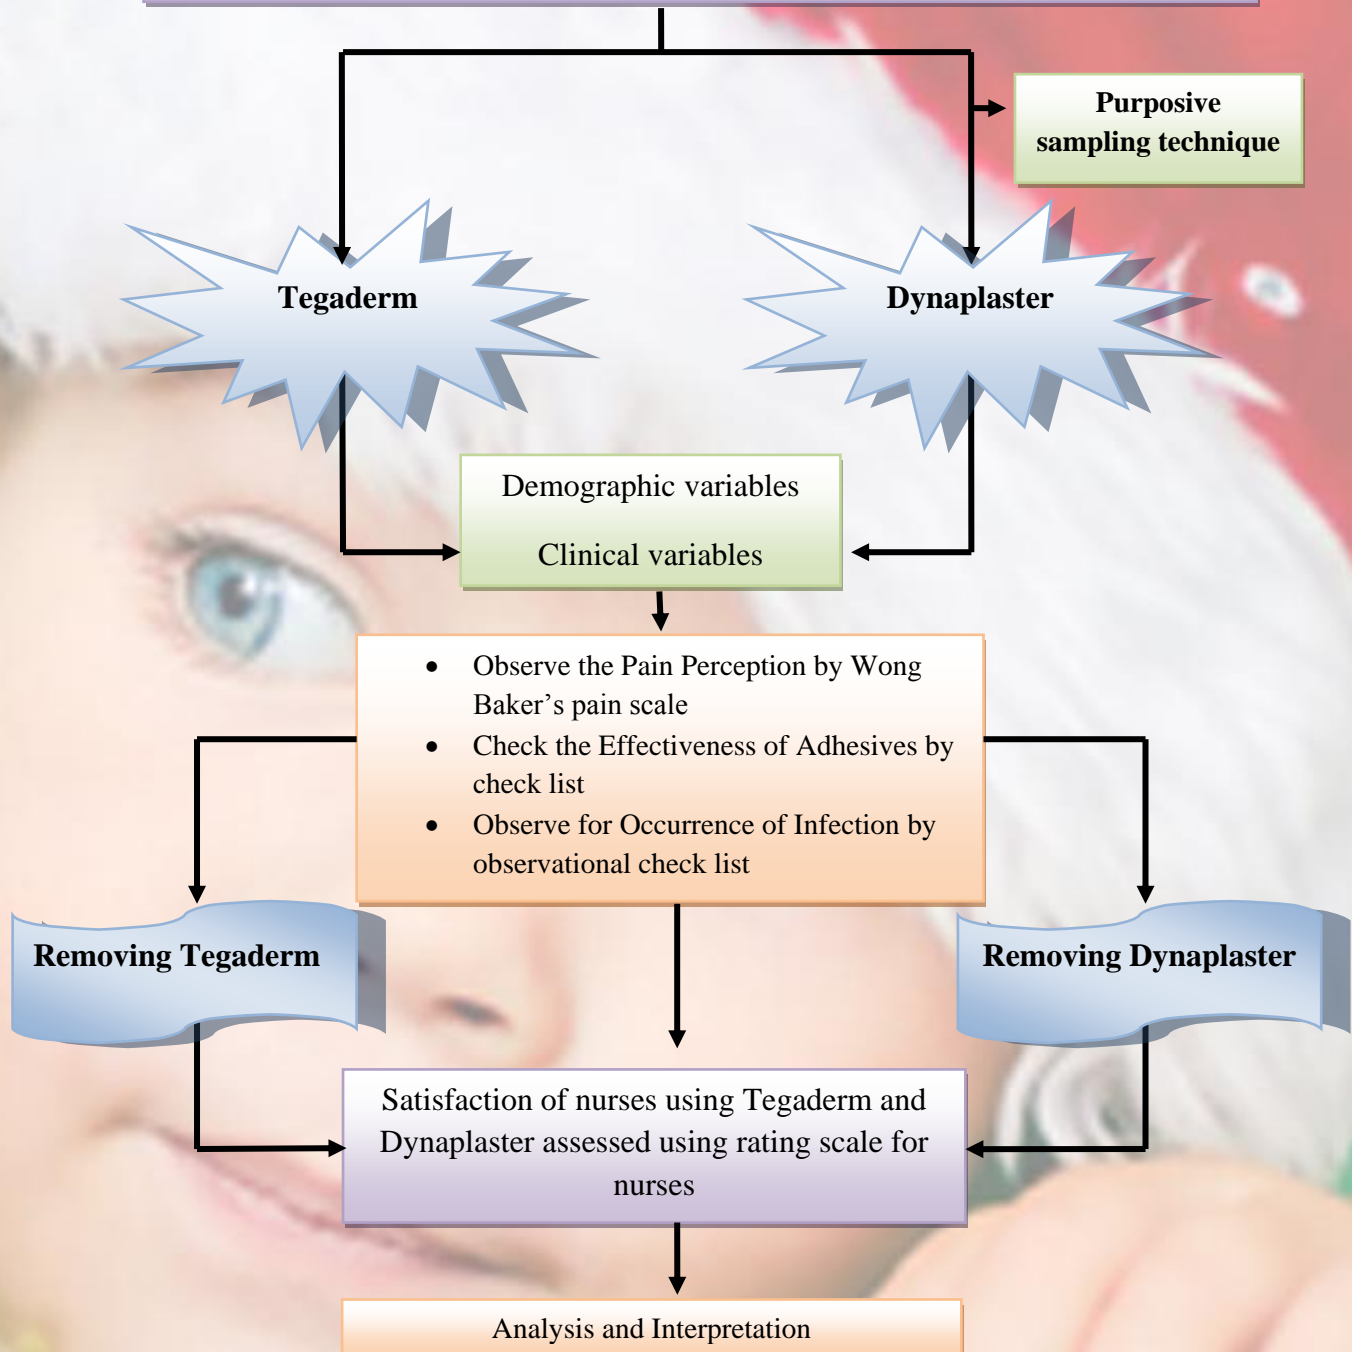 Purposive
sampling technique
Tegaderm
Dynaplaster
Demographic variables
Clinical variables
• Observe the Pain Perception by Wong
Baker’s pain scale
• Check the Effectiveness of Adhesives by
check list
• Observe for Occurrence of Infection by
observational check list
Removing Tegaderm
Removing Dynaplaster
Satisfaction of nurses using Tegaderm and
Dynaplaster assessed using rating scale for
nurses
Analysis and Interpretation